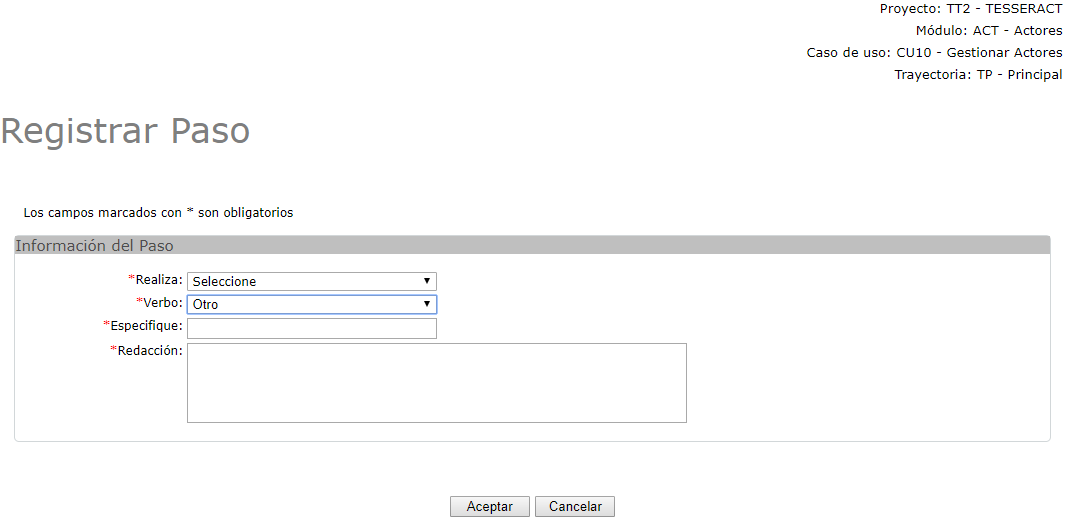 Proyecto: TT2 - TESSERACT
Módulo: ACT - Actores
Caso de uso: CU10 - Gestionar Actores
Trayectoria: TP - Principal
Registrar Paso
Los campos marcados con * son obligatorios
Información del Paso
*Realiza: Seleccione
*Verbo: Otro
*Especifique:
*Redacción:
Aceptar Cancelar